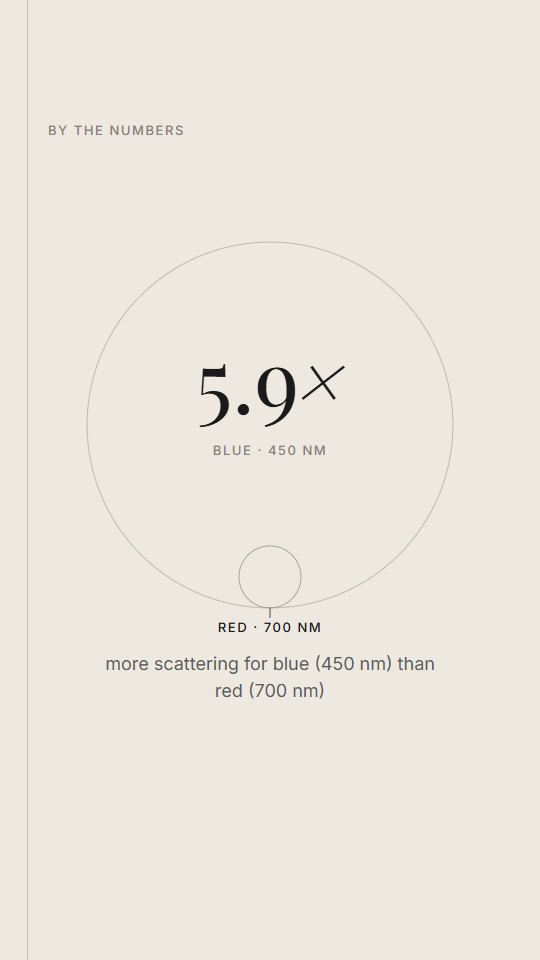 BY THE NUMBERS
5.9×
BLUE · 450 NM
RED · 700 NM
more scattering for blue (450 nm) than
red (700 nm)